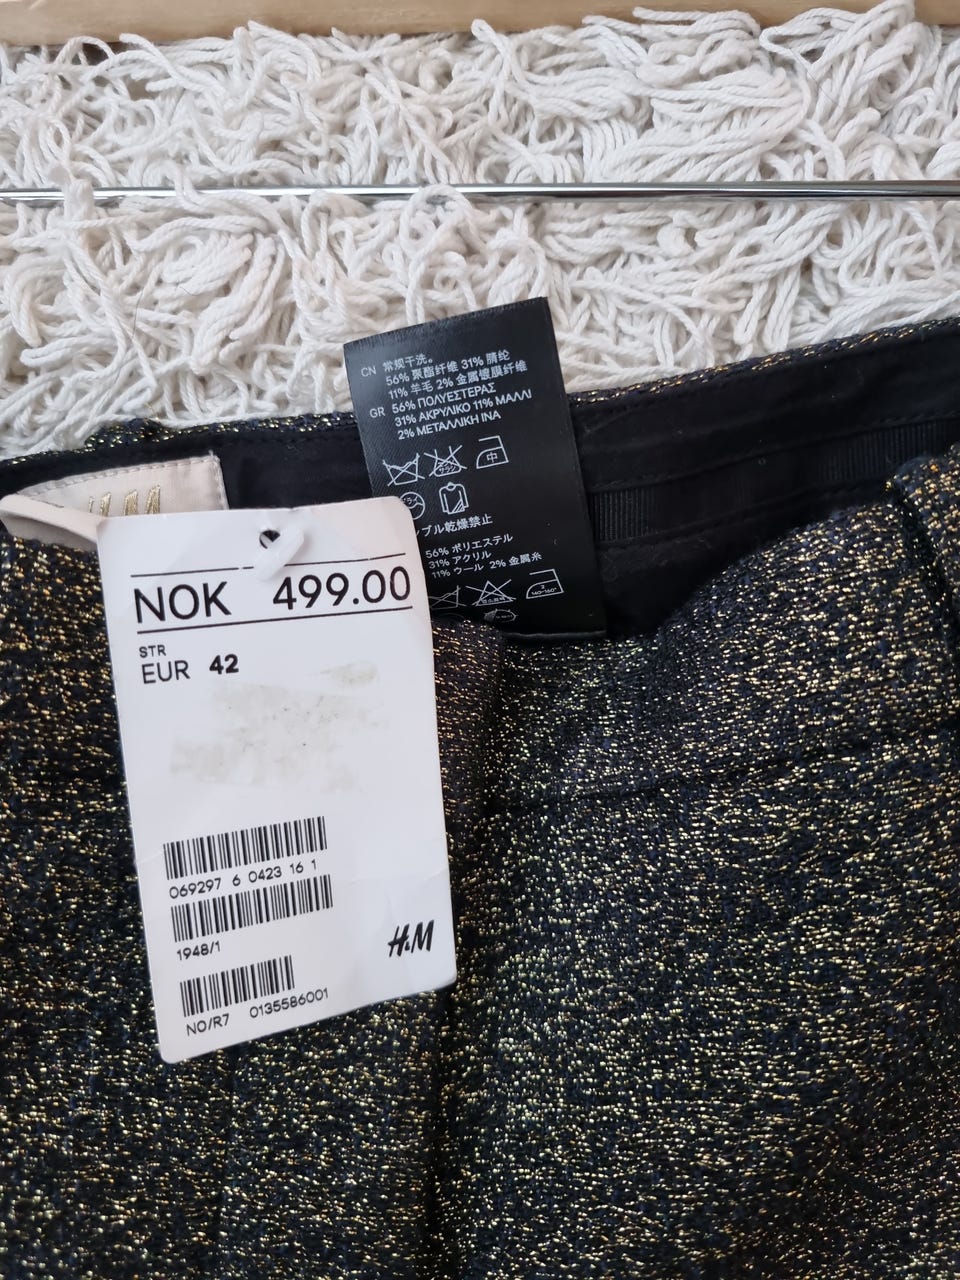 CN 常规干洗。
56% 聚酯纤维 31% 腈纶
11% 羊毛 2% 金属镀膜纤维
GR 56% ΠΟΛΥΕΣΤΕΡΑΣ
31% ΑΚΡΥΛΙΚΟ 11% ΜΑΛΛΙ
2% ΜΕΤΑΛΛΙΚΗ ΙΝΑ
中
ブル乾燥禁止
56% ポリエステル
31% アクリル
11% ウール 2% 金属糸
140-160°
H&M
NOK 499.00
STR
EUR 42
069297 6 0423 16 1
1948/1
H&M
NO/R7 0135586001